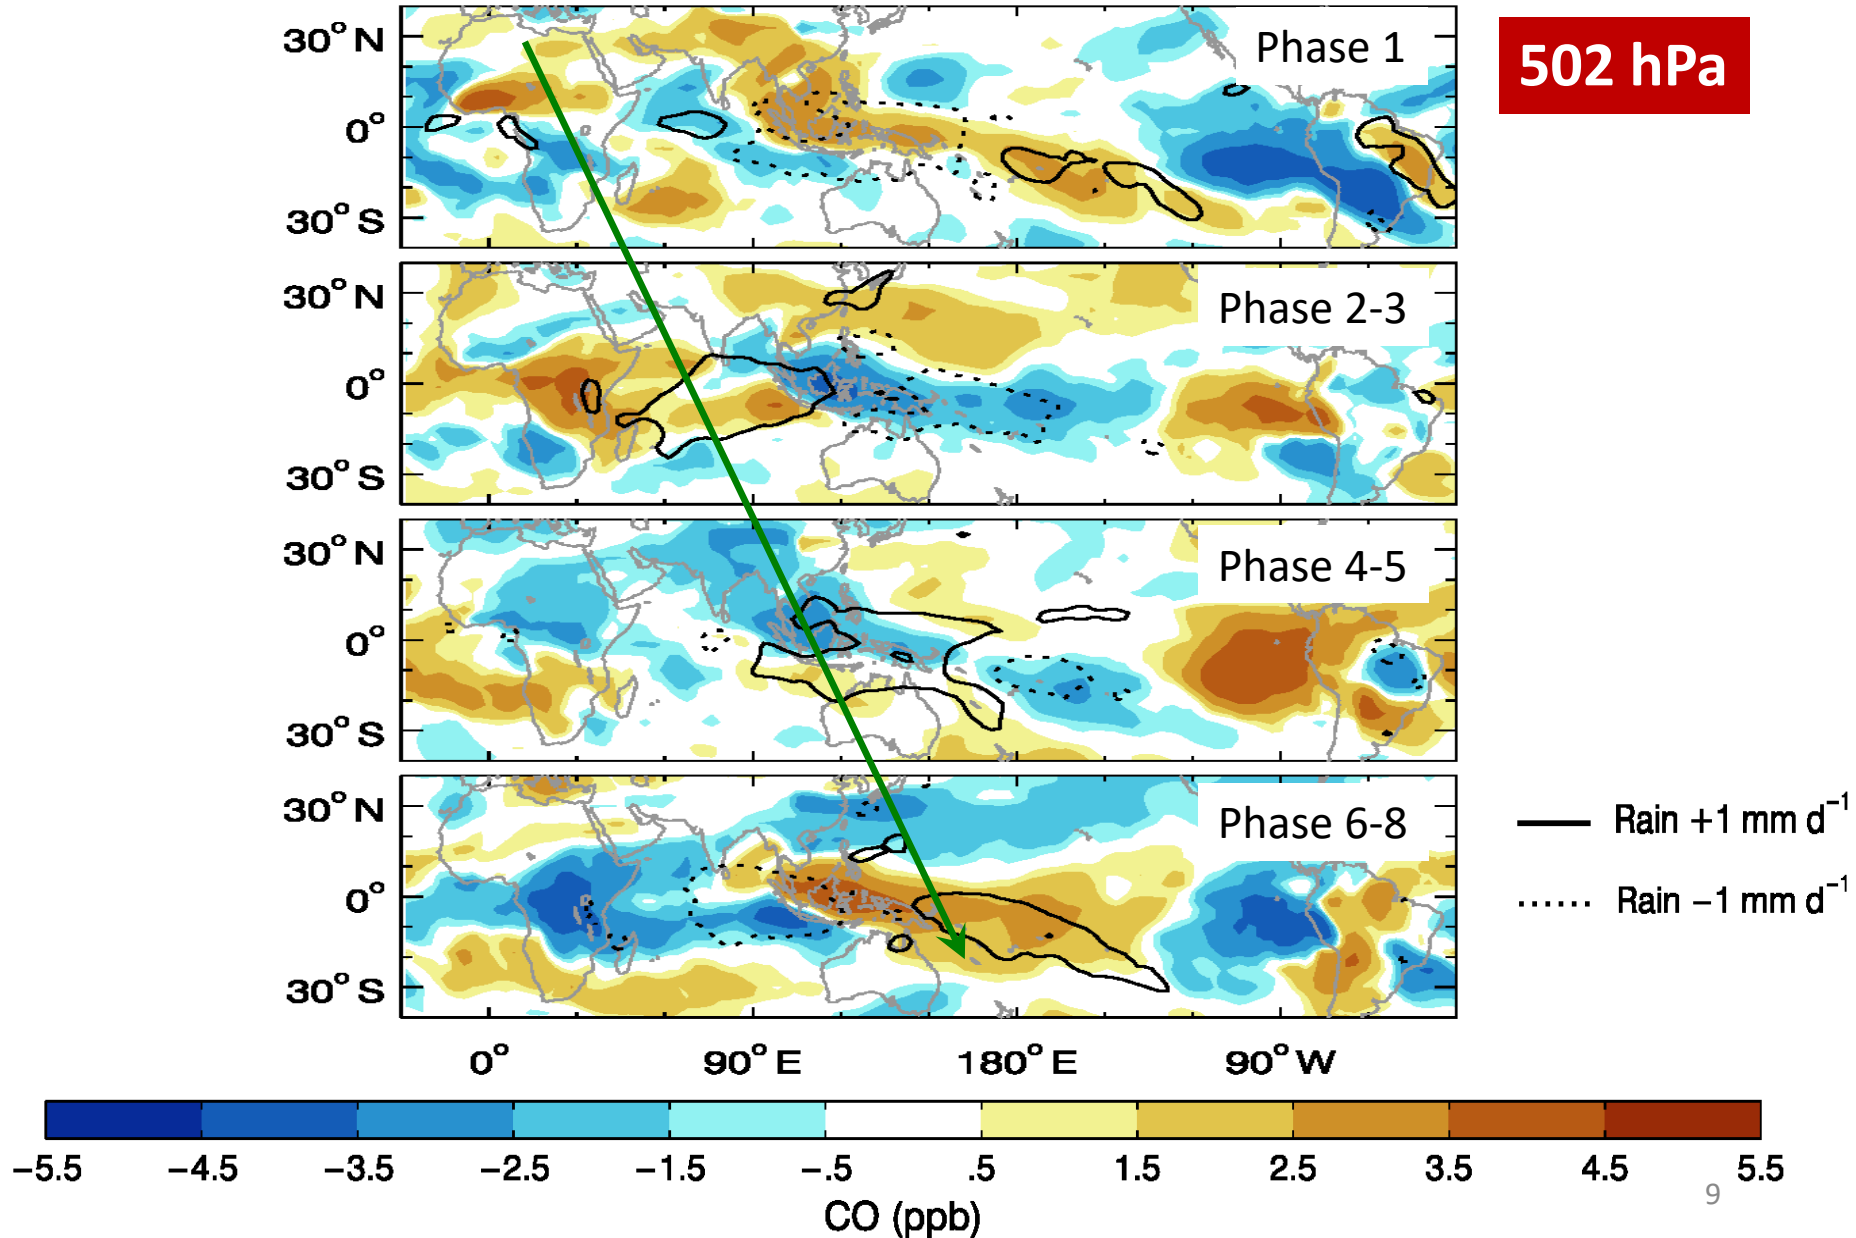 502 hPa
30°N
0°
30°S
Phase 1
30°N
0°
30°S
Phase 2-3
30°N
0°
30°S
Phase 4-5
30°N
0°
30°S
Phase 6-8
Rain +1 mm d⁻¹
Rain −1 mm d⁻¹
0° 90°E 180°E 90°W
−5.5 −4.5 −3.5 −2.5 −1.5 −.5 .5 1.5 2.5 3.5 4.5 5.5
CO (ppb)
9